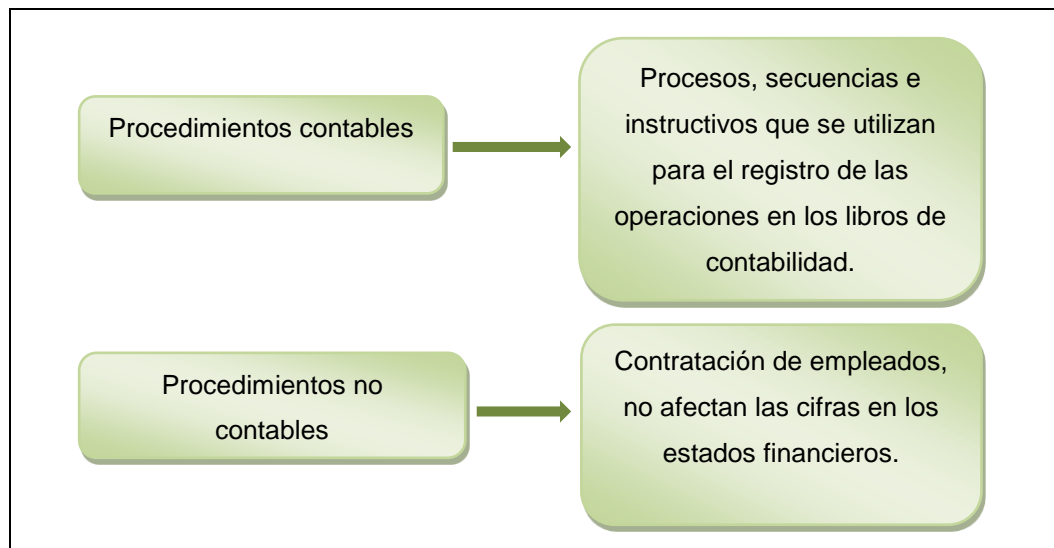 Procedimientos contables
Procesos, secuencias e
instructivos que se utilizan
para el registro de las
operaciones en los libros de
contabilidad.
Procedimientos no
contables
Contratación de empleados,
no afectan las cifras en los
estados financieros.